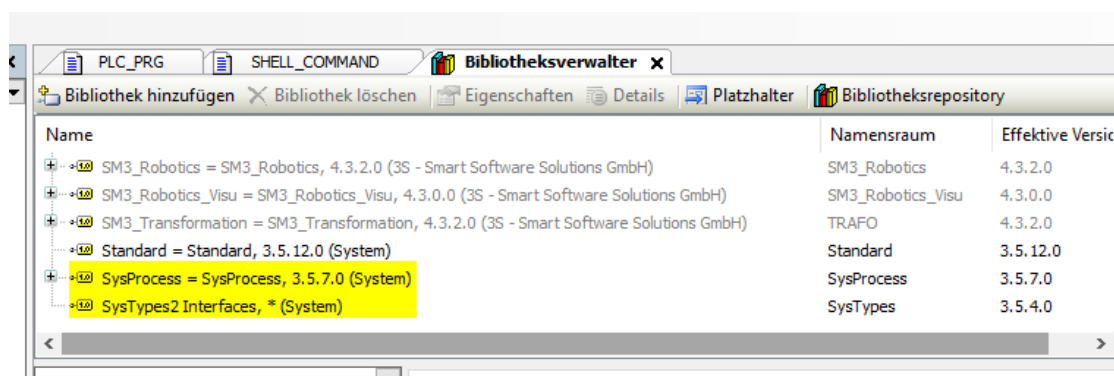 PLC_PRG SHELL_COMMAND Bibliotheksverwalter x
Bibliothek hinzufügen Bibliothek löschen Eigenschaften Details Platzhalter Bibliotheksrepository
Name Namensraum Effektive Versic
SM3_Robotics = SM3_Robotics, 4.3.2.0 (3S - Smart Software Solutions GmbH) SM3_Robotics 4.3.2.0
SM3_Robotics_Visu = SM3_Robotics_Visu, 4.3.0.0 (3S - Smart Software Solutions GmbH) SM3_Robotics_Visu 4.3.0.0
SM3_Transformation = SM3_Transformation, 4.3.2.0 (3S - Smart Software Solutions GmbH) TRAFO 4.3.2.0
Standard = Standard, 3.5.12.0 (System) Standard 3.5.12.0
SysProcess = SysProcess, 3.5.7.0 (System) SysProcess 3.5.7.0
SysTypes2 Interfaces, * (System) SysTypes 3.5.4.0